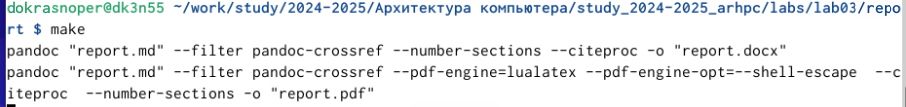 dokrasnoper@dk3n55 ~/work/study/2024-2025/Архитектура компьютера/study_2024-2025_arhpc/labs/lab03/repo
rt $ make
pandoc "report.md" --filter pandoc-crossref --number-sections --citeproc -o "report.docx"
pandoc "report.md" --filter pandoc-crossref --pdf-engine=lualatex --pdf-engine-opt=--shell-escape  --c
iteproc  --number-sections -o "report.pdf"